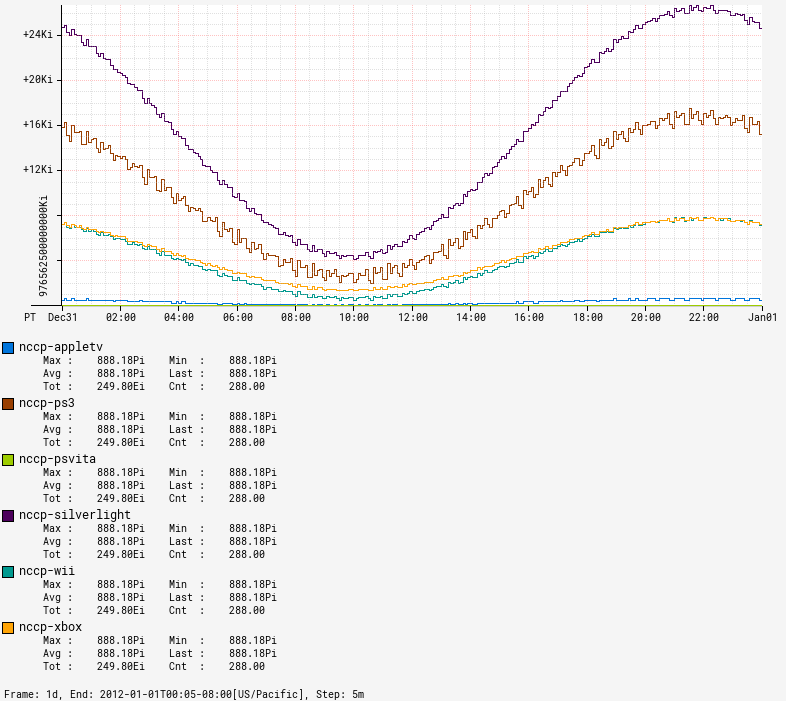 +24Ki
+20Ki
+16Ki
+12Ki
976562500000000Ki
PT Dec31 02:00 04:00 06:00 08:00 10:00 12:00 14:00 16:00 18:00 20:00 22:00 Jan01
nccp-appletv
Max : 888.18Pi Min : 888.18Pi
Avg : 888.18Pi Last : 888.18Pi
Tot : 249.80Ei Cnt : 288.00
nccp-ps3
Max : 888.18Pi Min : 888.18Pi
Avg : 888.18Pi Last : 888.18Pi
Tot : 249.80Ei Cnt : 288.00
nccp-psvita
Max : 888.18Pi Min : 888.18Pi
Avg : 888.18Pi Last : 888.18Pi
Tot : 249.80Ei Cnt : 288.00
nccp-silverlight
Max : 888.18Pi Min : 888.18Pi
Avg : 888.18Pi Last : 888.18Pi
Tot : 249.80Ei Cnt : 288.00
nccp-wii
Max : 888.18Pi Min : 888.18Pi
Avg : 888.18Pi Last : 888.18Pi
Tot : 249.80Ei Cnt : 288.00
nccp-xbox
Max : 888.18Pi Min : 888.18Pi
Avg : 888.18Pi Last : 888.18Pi
Tot : 249.80Ei Cnt : 288.00
Frame: 1d, End: 2012-01-01T00:05-08:00[US/Pacific], Step: 5m